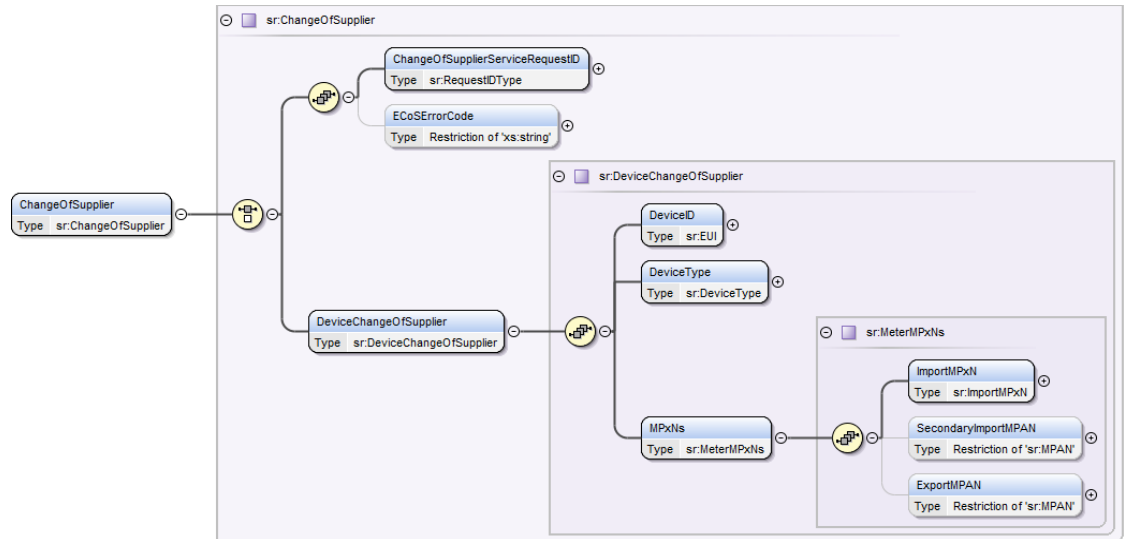 sr:ChangeOfSupplier
ChangeOfSupplierServiceRequestID
Type sr:RequestIDType
ECoSErrorCode
Type Restriction of 'xs:string'
sr:DeviceChangeOfSupplier
ChangeOfSupplier
Type sr:ChangeOfSupplier
DeviceID
Type sr:EUI
DeviceType
Type sr:DeviceType
DeviceChangeOfSupplier
Type sr:DeviceChangeOfSupplier
sr:MeterMPxNs
ImportMPxN
Type sr:ImportMPxN
MPxNs
Type sr:MeterMPxNs
SecondaryImportMPAN
Type Restriction of 'sr:MPAN'
ExportMPAN
Type Restriction of 'sr:MPAN'